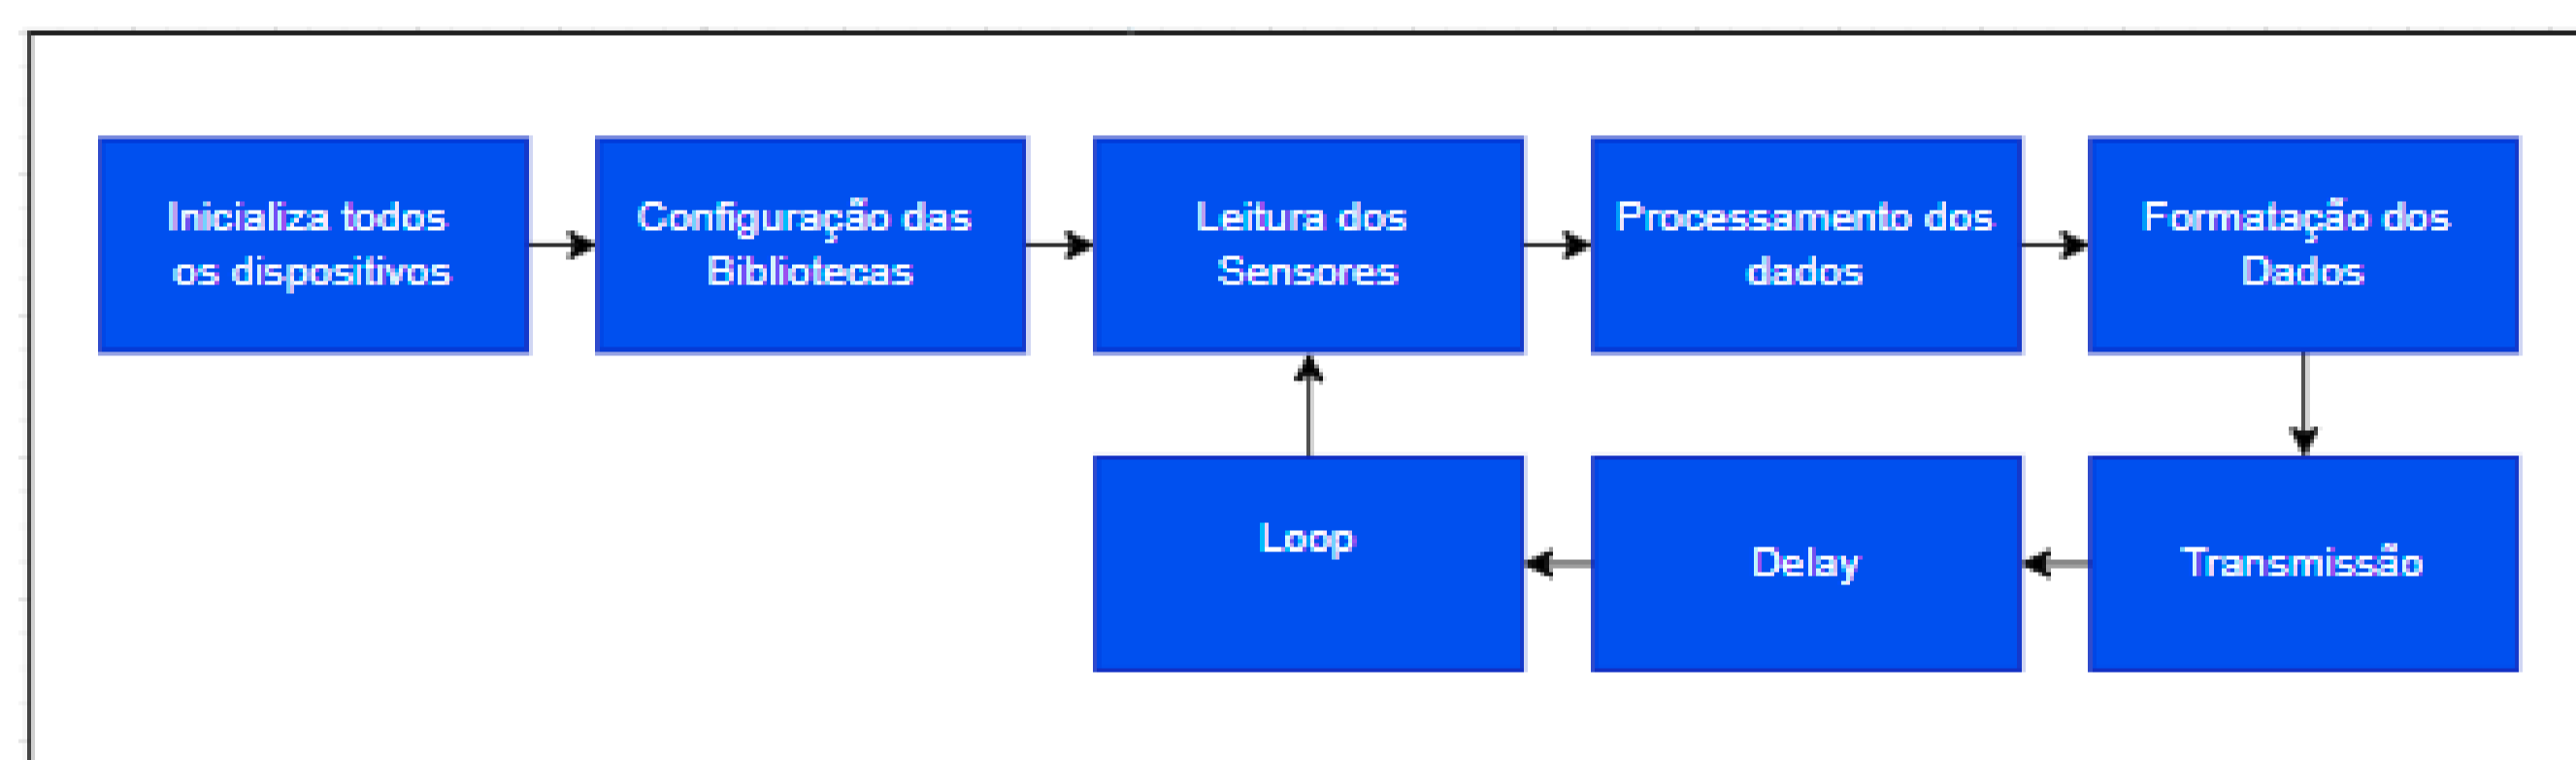 Inicializa todos
os dispositivos
Configuração das
Bibliotecas
Leitura dos
Sensores
Processamento dos
dados
Formatação dos
Dados
Loop
Delay
Transmissão